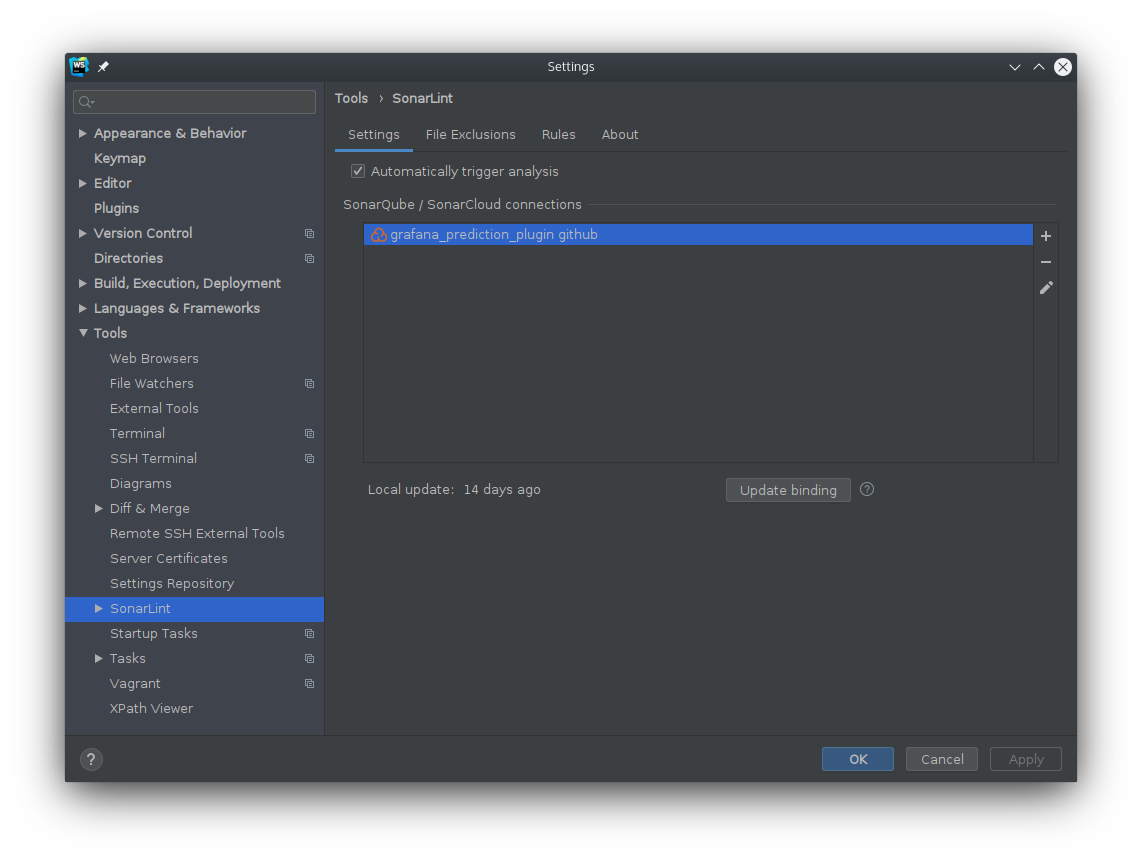 WS
Settings
Appearance & Behavior
Keymap
Editor
Plugins
Version Control
Directories
Build, Execution, Deployment
Languages & Frameworks
Tools
Web Browsers
File Watchers
External Tools
Terminal
SSH Terminal
Diagrams
Diff & Merge
Remote SSH External Tools
Server Certificates
Settings Repository
SonarLint
Startup Tasks
Tasks
Vagrant
XPath Viewer
Tools › SonarLint
Settings File Exclusions Rules About
Automatically trigger analysis
SonarQube / SonarCloud connections
grafana_prediction_plugin github
Local update: 14 days ago
Update binding
?
?
OK Cancel Apply